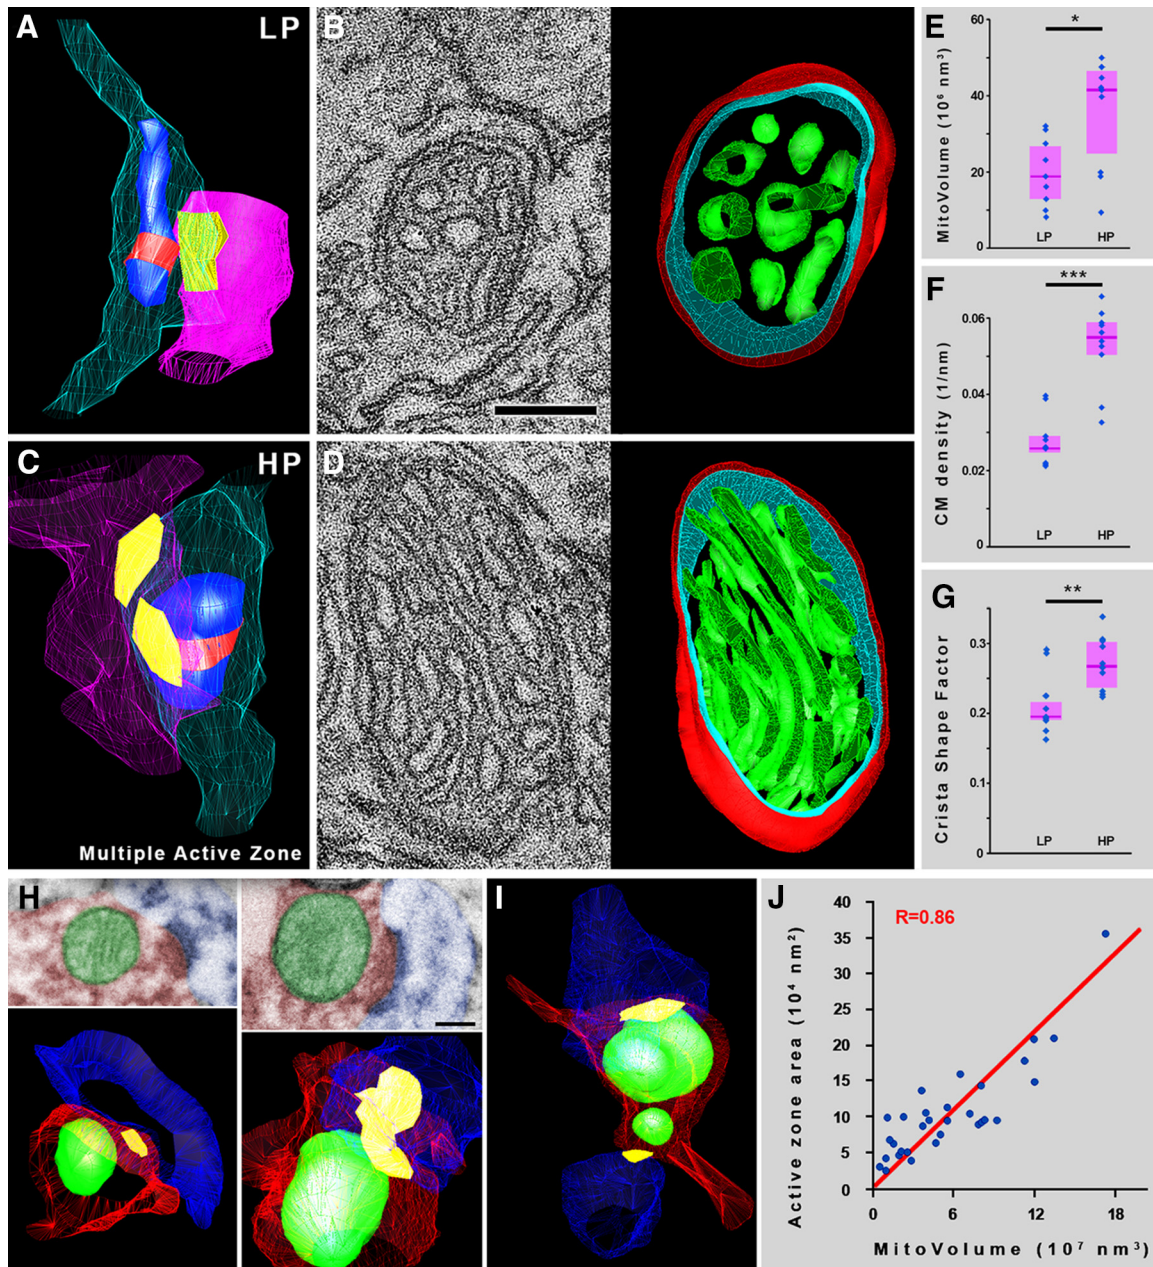 A
LP
B
C
HP
Multiple Active Zone
D
E
MitoVolume (10⁶ nm³)
60
40
20
0
*
LP
HP
F
CM density (1/nm)
0.06
0.04
0.02
0
***
LP
HP
G
Crista Shape Factor
0.3
0.2
0.1
0
**
LP
HP
H
I
J
R=0.86
Active zone area (10⁴ nm²)
40
35
30
25
20
15
10
5
0
0 6 12 18
MitoVolume (10⁷ nm³)